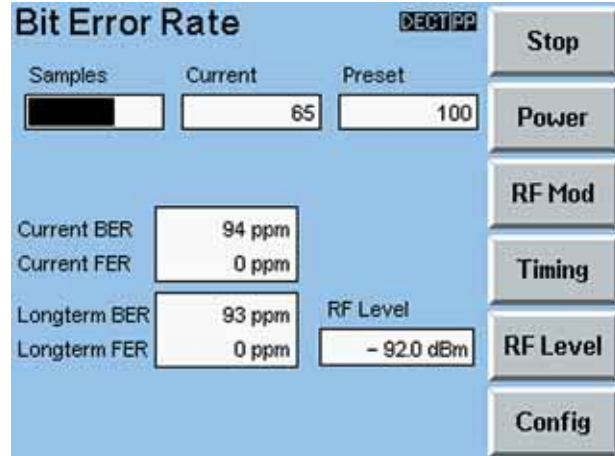 Bit Error Rate DECT PP
Stop
Samples Current Preset
65 100
Power
RF Mod
Current BER 94 ppm
Current FER 0 ppm
Timing
Longterm BER 93 ppm RF Level
Longterm FER 0 ppm – 92.0 dBm
RF Level
Config